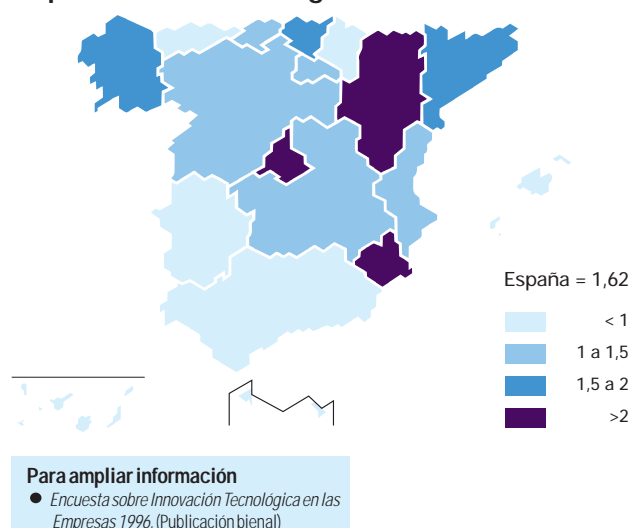 España = 1,62
< 1
1 a 1,5
1,5 a 2
>2
Para ampliar información
● Encuesta sobre Innovación Tecnológica en las
Empresas 1996. (Publicación bienal)